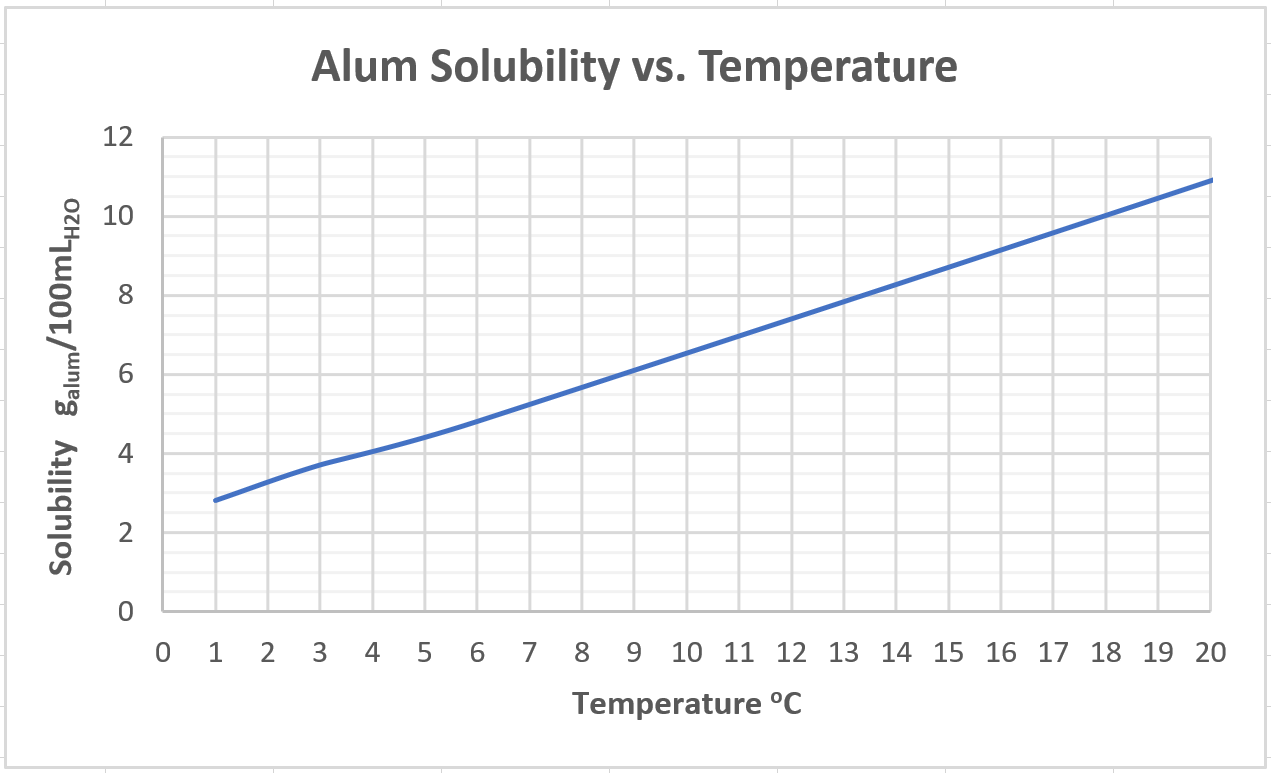 Alum Solubility vs. Temperature
Solubility galum/100mLH2O
12
10
8
6
4
2
0
0 1 2 3 4 5 6 7 8 9 10 11 12 13 14 15 16 17 18 19 20
Temperature ºC